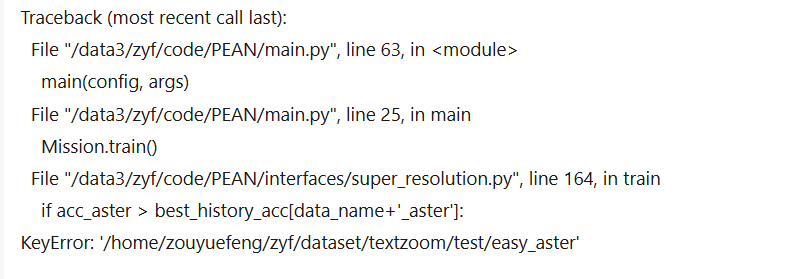 Traceback (most recent call last):
File "/data3/zyf/code/PEAN/main.py", line 63, in <module>
main(config, args)
File "/data3/zyf/code/PEAN/main.py", line 25, in main
Mission.train()
File "/data3/zyf/code/PEAN/interfaces/super_resolution.py", line 164, in train
if acc_aster > best_history_acc[data_name+'_aster']:
KeyError: '/home/zouyuefeng/zyf/dataset/textzoom/test/easy_aster'